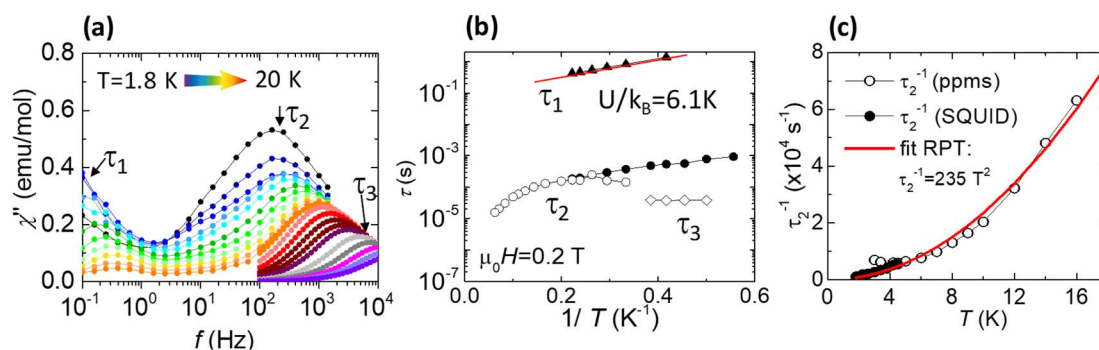 (a)
0.8
0.6
0.4
0.2
0.0
χ'' (emu/mol)
T=1.8 K 20 K
τ₁
τ₂
τ₃
10⁻¹ 10⁰ 10¹ 10² 10³ 10⁴
f (Hz)
(b)
10⁻¹
10⁻³
10⁻⁵
10⁻⁷
τ (s)
τ₁
U/k_B=6.1K
τ₂
τ₃
μ₀H=0.2 T
0.0 0.2 0.4 0.6
1/ T (K⁻¹)
(c)
8
6
4
2
0
τ₂⁻¹ (x10⁴ s⁻¹)
τ₂⁻¹ (ppms)
τ₂⁻¹ (SQUID)
fit RPT:
τ₂⁻¹=235 T²
0 4 8 12 16
T (K)